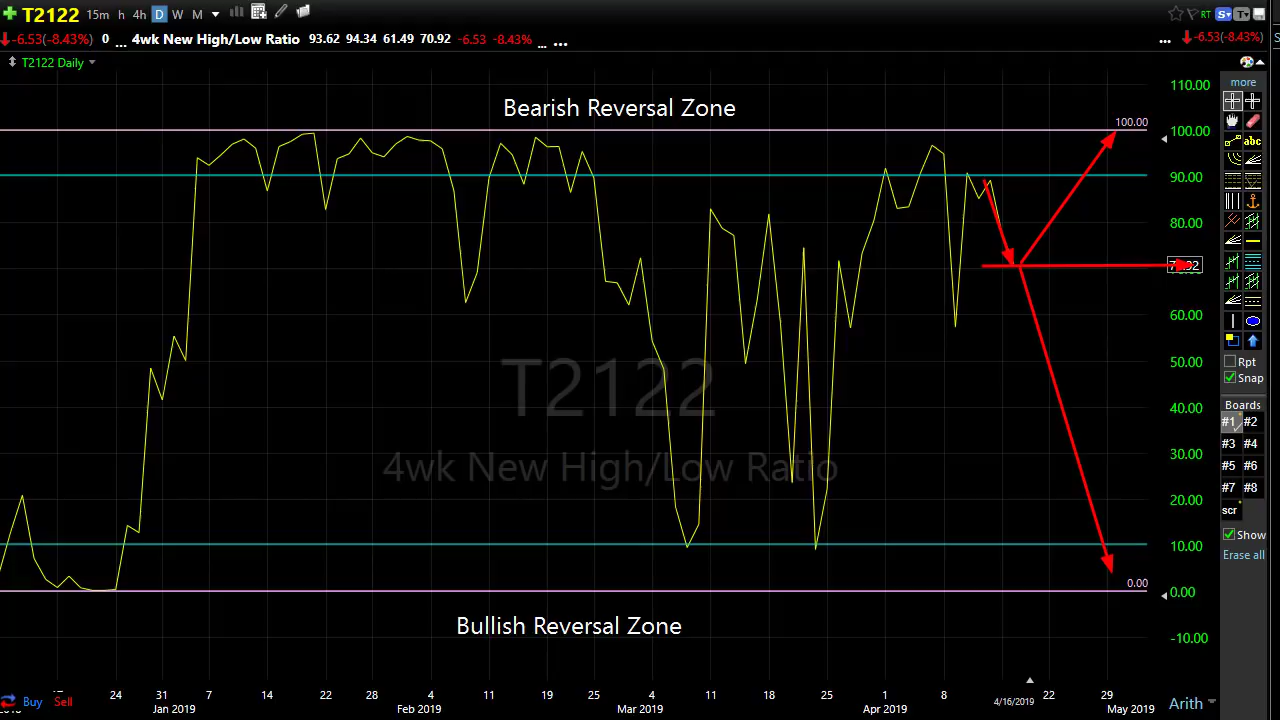 T2122 15m h 4h D W M RT S T
-6.53(-8.43%) 0 ... 4wk New High/Low Ratio 93.62 94.34 61.49 70.92 -6.53 -8.43% ... ... ... -6.53(-8.43%)
T2122 Daily
more
110.00
Bearish Reversal Zone
100.00
100.00
abc
90.00
80.00
60.00
50.00
Rpt
Snap
T2122
40.00
Boards
#1 #2
#3 #4
30.00
4wk New High/Low Ratio
#5 #6
#7 #8
20.00
scr
Show
10.00
Erase all
0.00
0.00
Bullish Reversal Zone
-10.00
24 31 7 14 22 28 4 11 19 25 4 11 18 25 1 8 4/16/2019 22 29
Buy Sell
Arith
Jan 2019 Feb 2019 Mar 2019 Apr 2019 May 2019